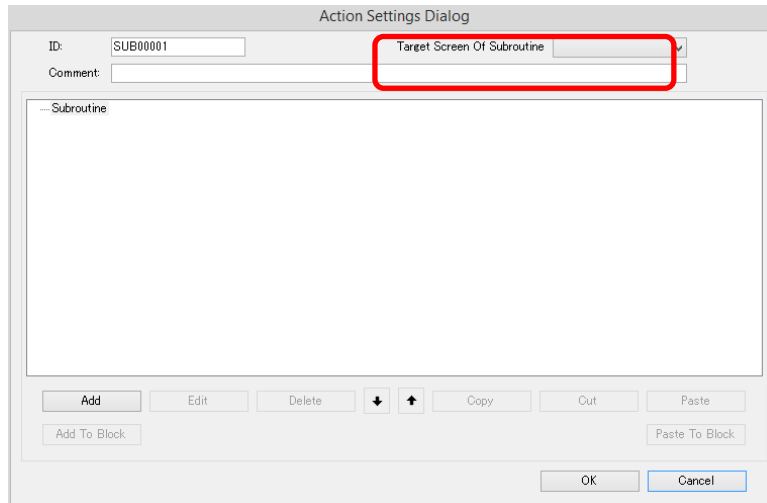 Action Settings Dialog
ID: SUB00001 Target Screen Of Subroutine
Comment:
Subroutine
Add Edit Delete Copy Cut Paste
Add To Block Paste To Block
OK Cancel